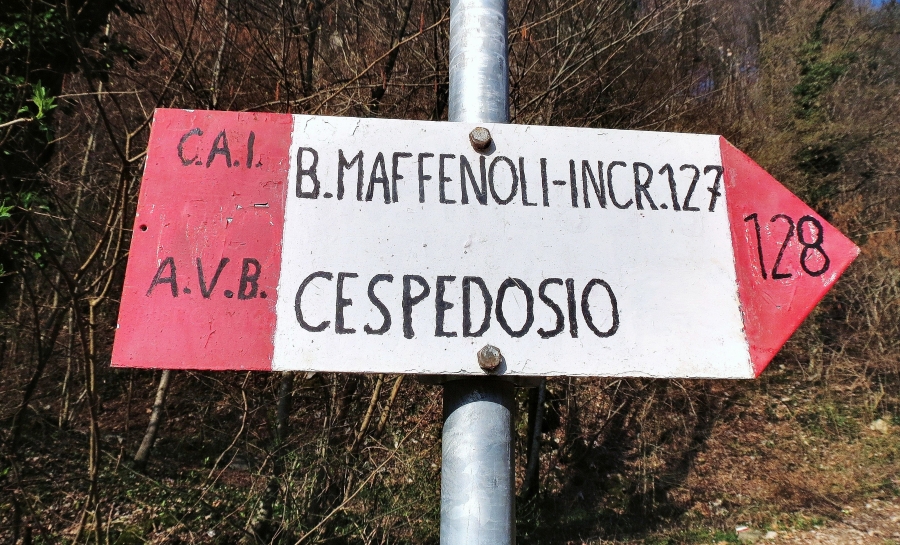 C.A.I. B.MAFFENOLI-INCR.127
128
A.V.B. CESPEDOSIO